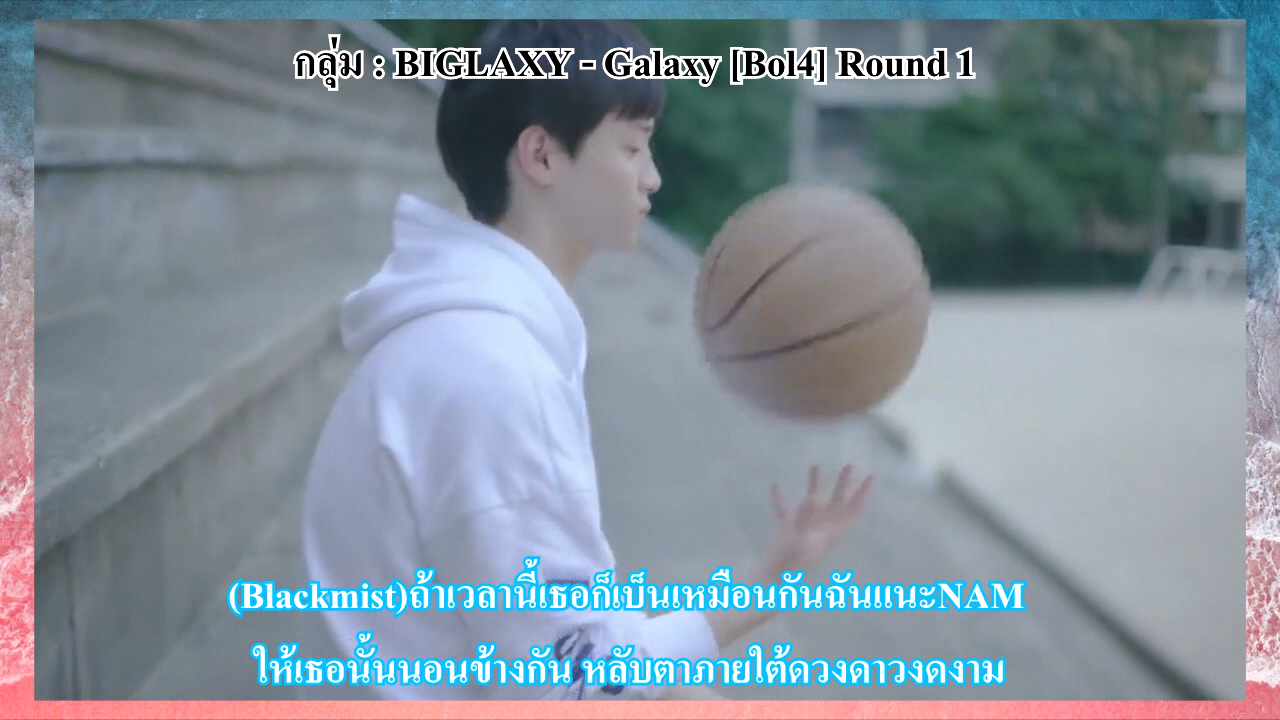 กลุ่ม : BIGLAXY - Galaxy [Bol4] Round 1
(Blackmist)ถ้าเวลานี้เธอก็เบ็นเหมือนกันฉันแนะNAM
ให้เธอนั้นนอนข้างกัน หลับตาภายใต้ดวงดาวงดงาม